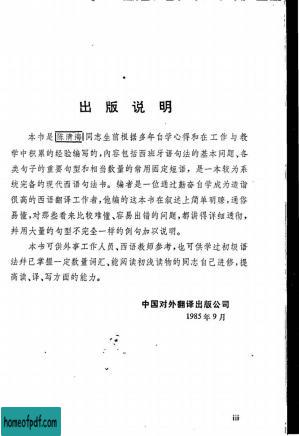 出版说明
本书是陈清海同志生前根据多年自学心得和在工作与教
学中积累的经验编写的，内容包括西班牙语句法的基本问题、各
类句子的重要句型和相当数量的常用固定短语，是一本较为系
统完备的现代西语语法书。编者是一位通过勤奋自学成为造诣
很高的西语翻译工作者，他编的这本书在叙述上简单明瞭，通俗
易懂，对那些看来比较难懂、容易出错的问题，都讲得详细透彻，
并用大量的句型不完全一样的例句加以说明。
本书可供外事工作人员、西语教师参考，也可供学过初级语
法并已掌握一定数量词汇、能阅读初浅读物的同志自己进修，提
高读、译、写方面的能力。
中国对外翻译出版公司
1985年9月
iii
homeofpdf.com